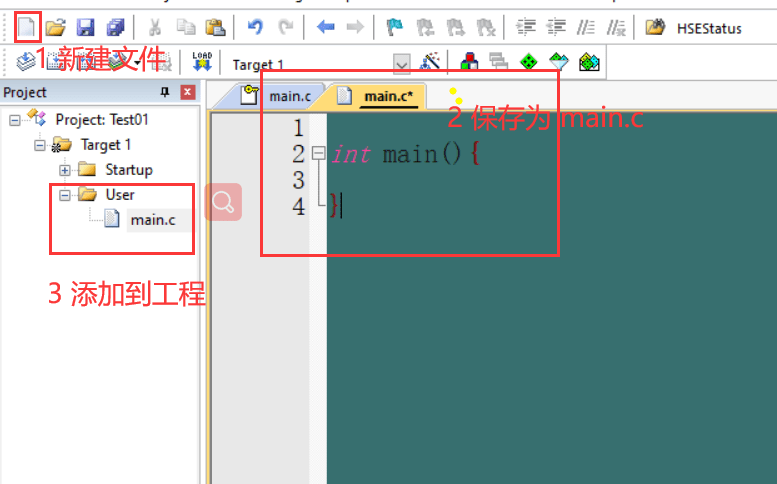 HSEStatus
1 新建文件
LOAD
Target 1
Project
main.c
main.c*
2 保存为 main.c
Project: Test01
Target 1
Startup
User
main.c
1
2 int main(){
3
4 }
3 添加到工程